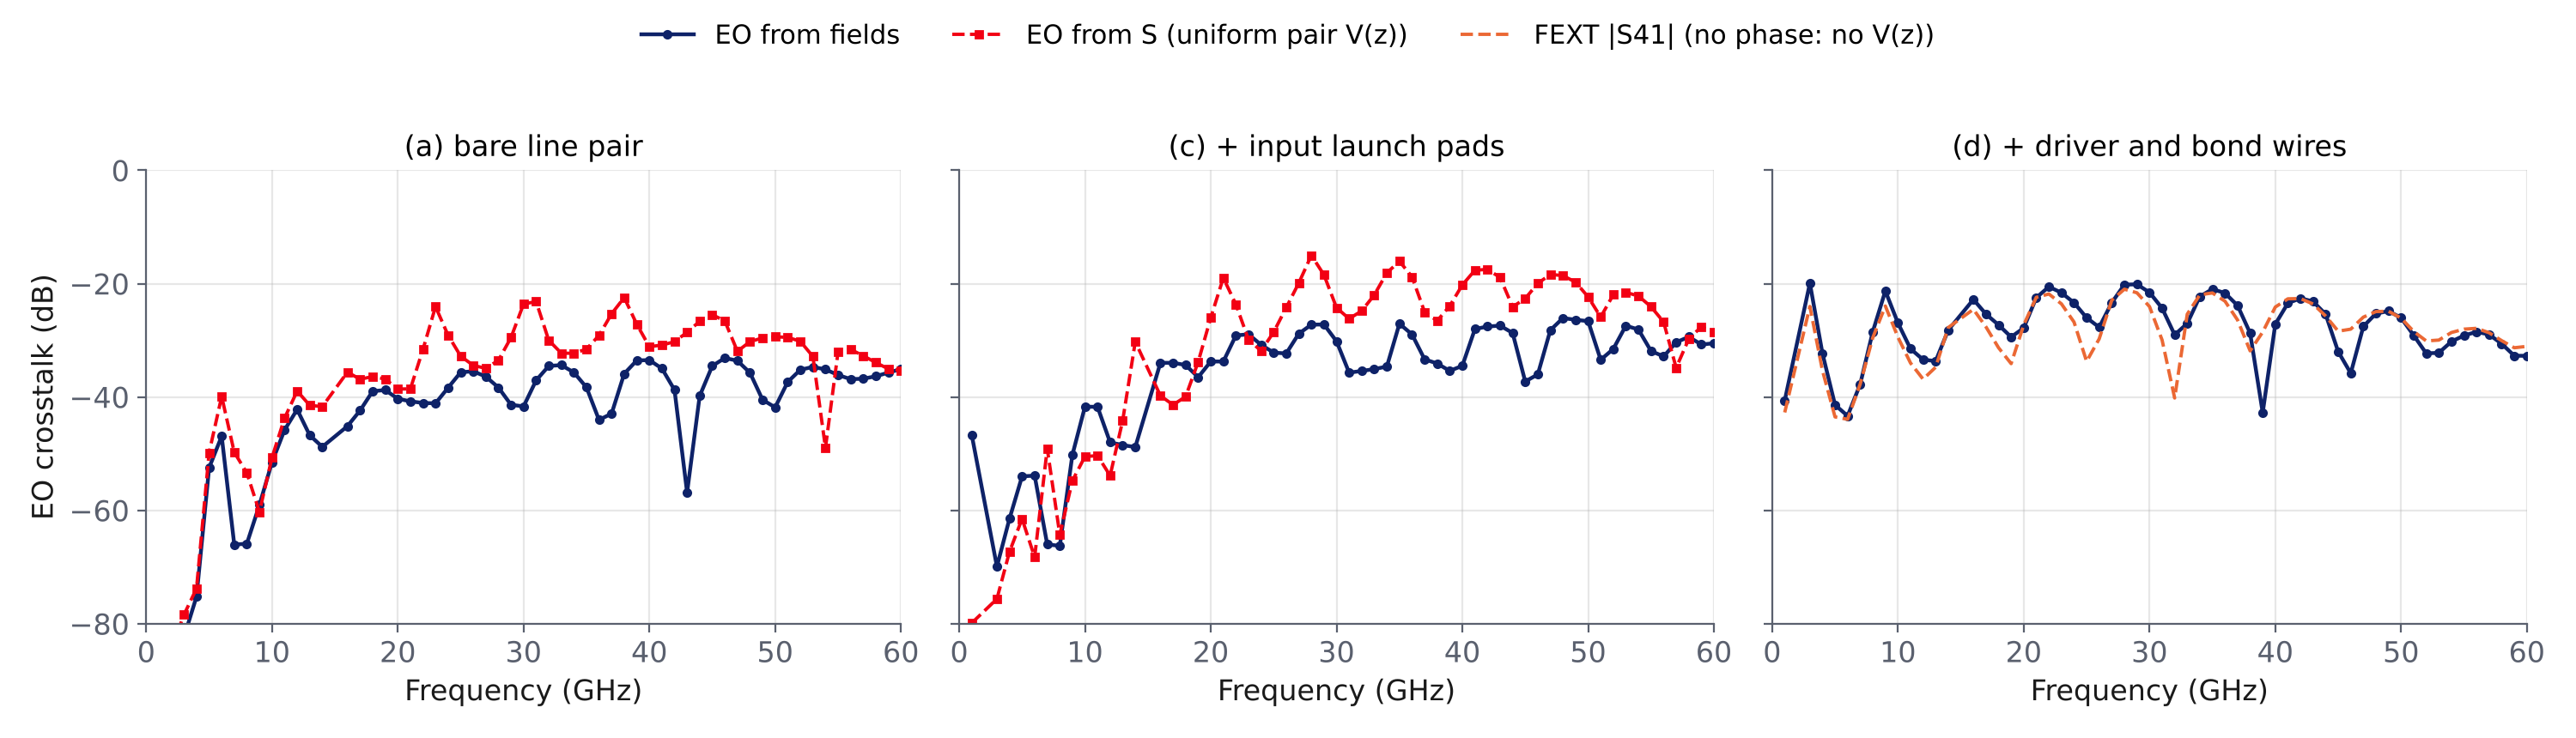 EO from fields EO from S (uniform pair V(z)) FEXT |S41| (no phase: no V(z))
(a) bare line pair (c) + input launch pads (d) + driver and bond wires
EO crosstalk (dB)
0
−20
−40
−60
−80
0 10 20 30 40 50 60 0 10 20 30 40 50 60 0 10 20 30 40 50 60
Frequency (GHz) Frequency (GHz) Frequency (GHz)